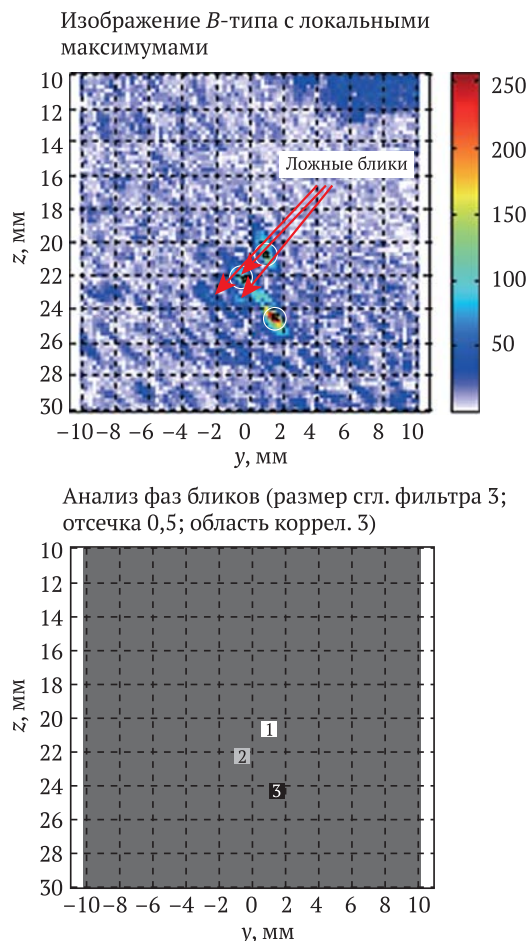 Изображение B-типа с локальными
максимумами
10
12
14
16
18
20
22
24
26
28
30
z, мм
Ложные блики
250
200
150
100
50
−10 −8 −6 −4 −2 0 2 4 6 8 10
y, мм
Анализ фаз бликов (размер сгл. фильтра 3;
отсечка 0,5; область коррел. 3)
10
12
14
16
18
20
22
24
26
28
30
z, мм
1
2
3
−10 −8 −6 −4 −2 0 2 4 6 8 10
y, мм